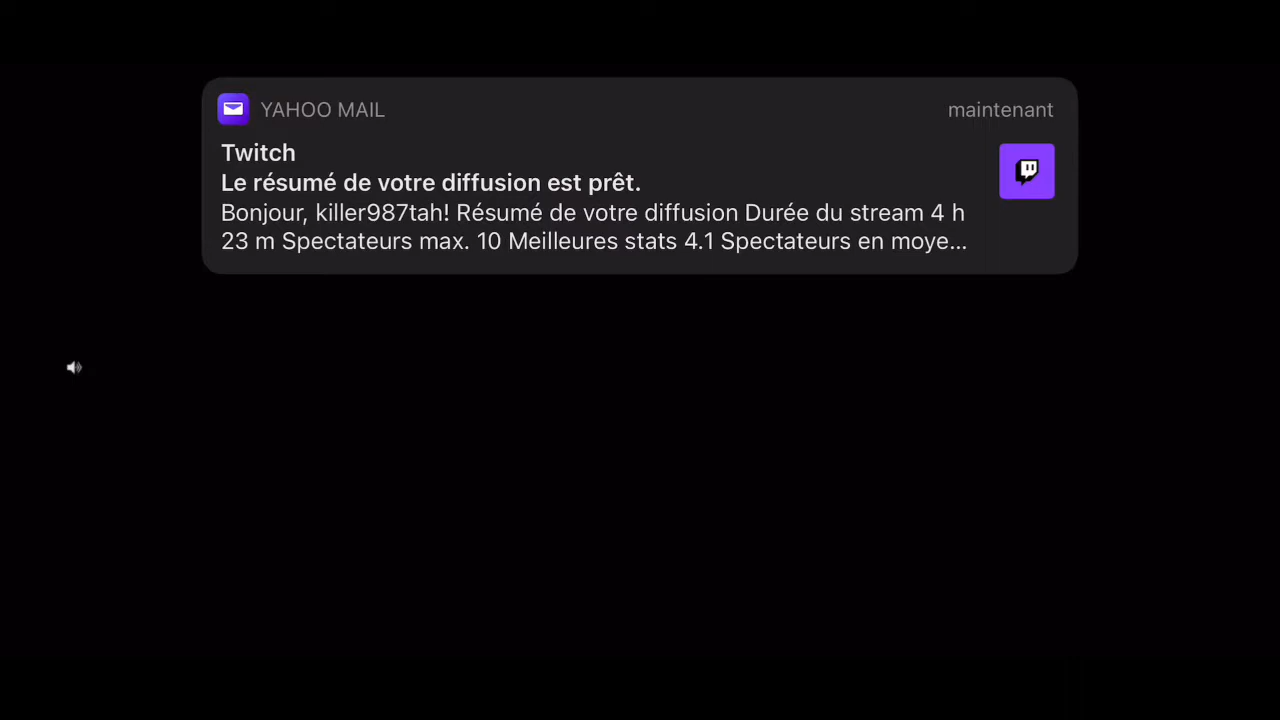 YAHOO MAIL
maintenant
Twitch
Le résumé de votre diffusion est prêt.
Bonjour, killer987tah! Résumé de votre diffusion Durée du stream 4 h
23 m Spectateurs max. 10 Meilleures stats 4.1 Spectateurs en moye...